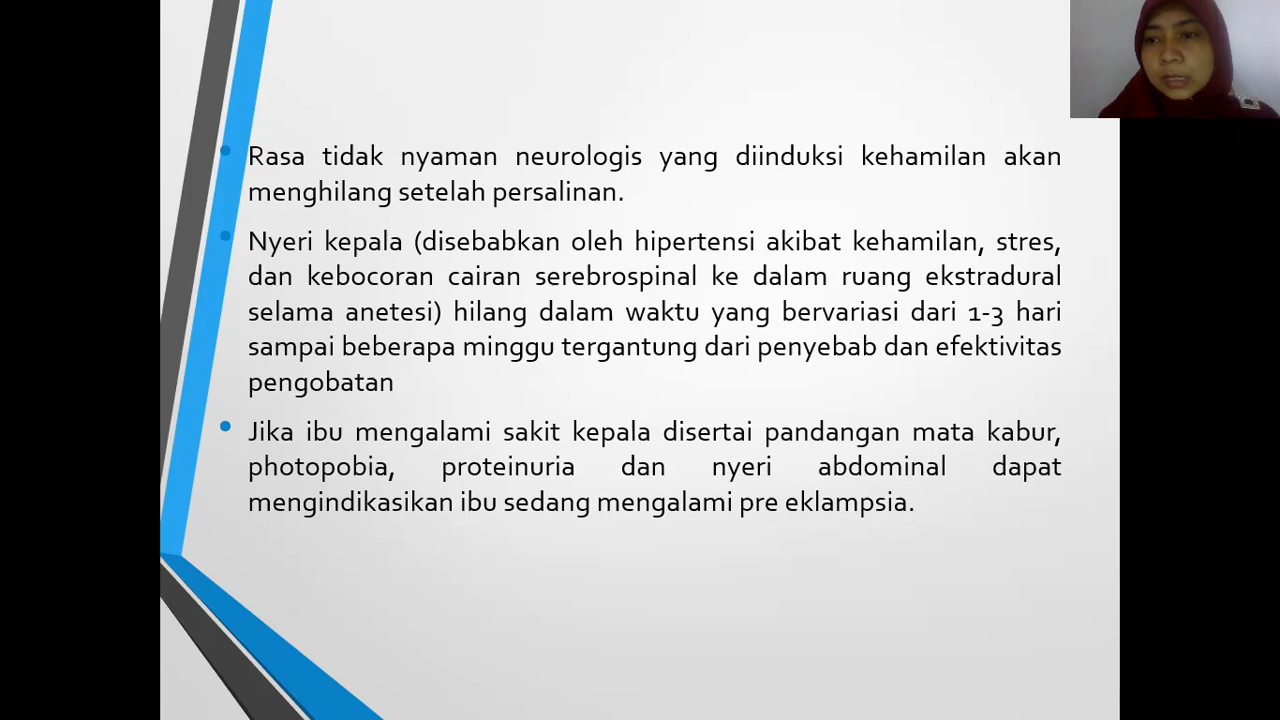 Rasa tidak nyaman neurologis yang diinduksi kehamilan akan
menghilang setelah persalinan.
Nyeri kepala (disebabkan oleh hipertensi akibat kehamilan, stres,
dan kebocoran cairan serebrospinal ke dalam ruang ekstradural
selama anetesi) hilang dalam waktu yang bervariasi dari 1-3 hari
sampai beberapa minggu tergantung dari penyebab dan efektivitas
pengobatan
Jika ibu mengalami sakit kepala disertai pandangan mata kabur,
photopobia, proteinuria dan nyeri abdominal dapat
mengindikasikan ibu sedang mengalami pre eklampsia.